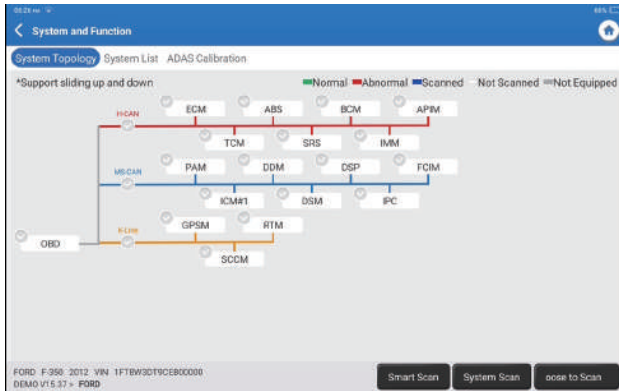 System and Function
System Topology System List ADAS Calibration
*Support sliding up and down
Normal Abnormal Scanned Not Scanned Not Equipped
H-CAN
ECM ABS BCM APIM
TCM SRS IMM
MS-CAN
PAM DDM DSP FCIM
ICM#1 DSM IPC
K-Line
GPSM RTM
OBD
SCCM
FORD F-350 2012 VIN 1FT8W3DT9CEB00000
DEMO V15.37 > FORD
Smart Scan System Scan oose to Scan